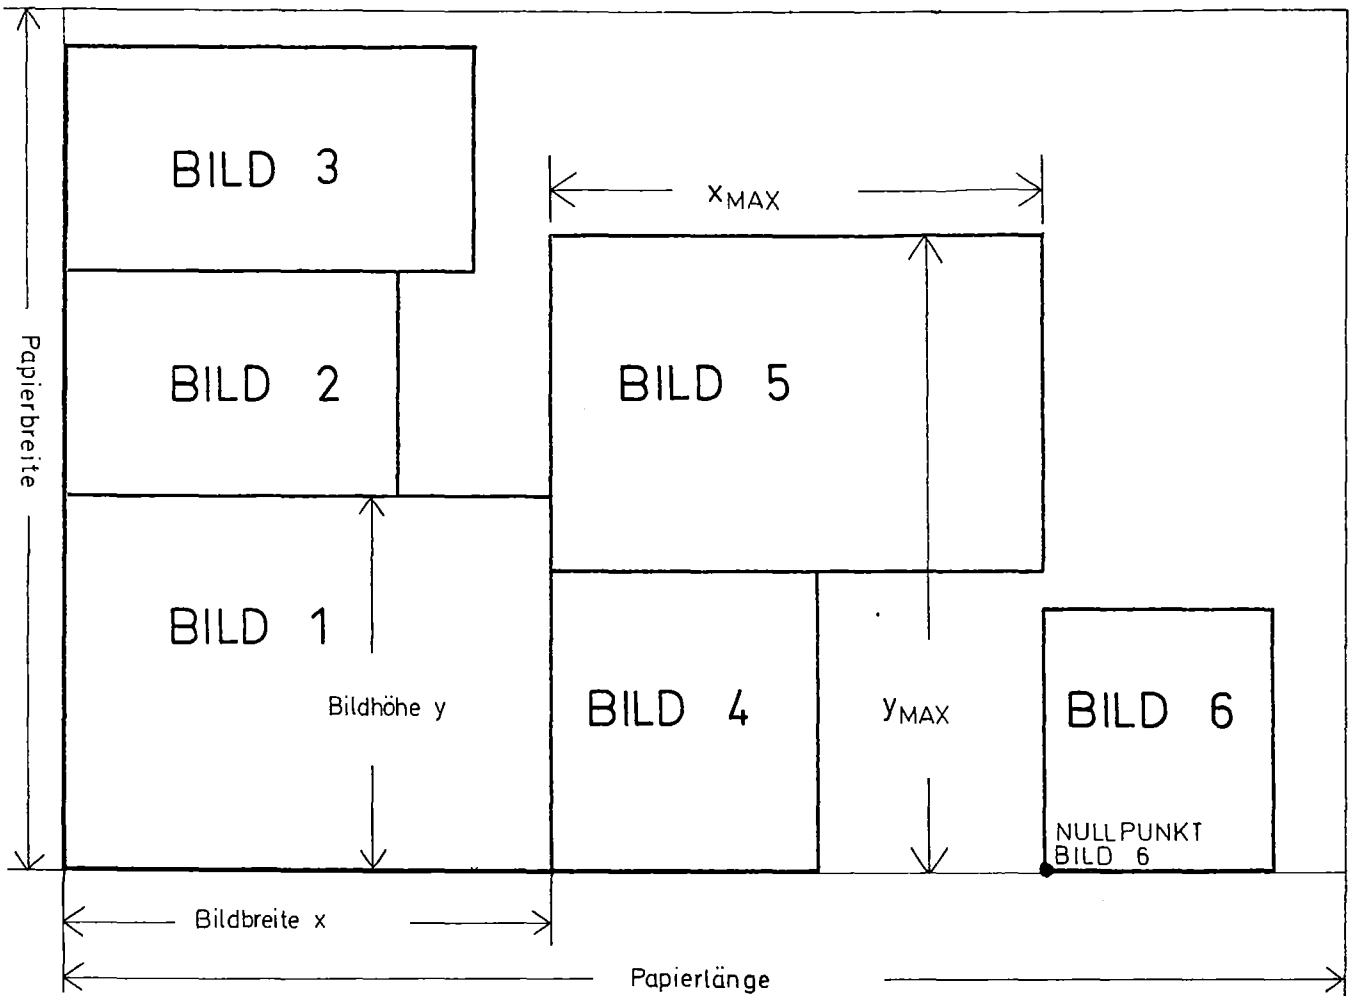 BILD 3
xMAX
Papierbreite
BILD 2
BILD 5
BILD 1
Bildhöhe y
BILD 4
yMAX
BILD 6
NULLPUNKT
BILD 6
Bildbreite x
Papierlänge